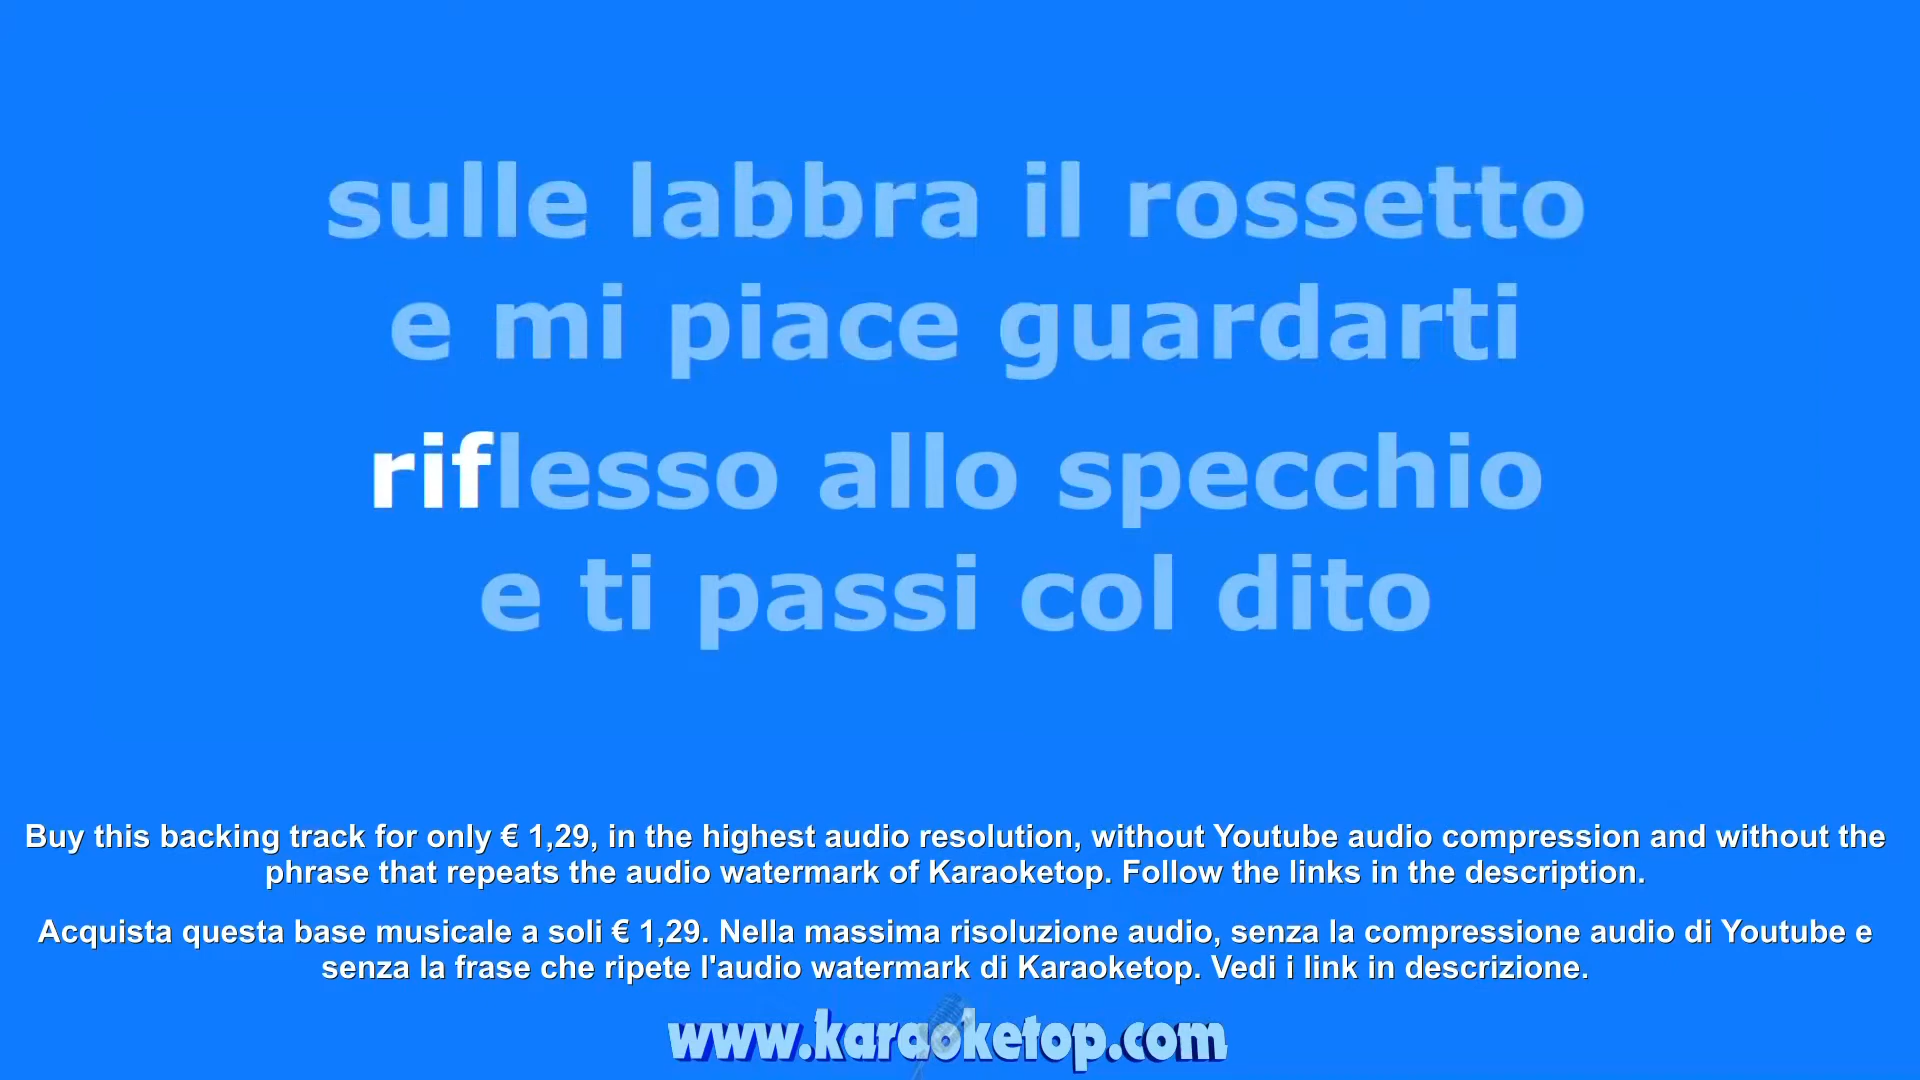 sulle labbra il rossetto
e mi piace guardarti
riflesso allo specchio
e ti passi col dito
Buy this backing track for only € 1,29, in the highest audio resolution, without Youtube audio compression and without the
phrase that repeats the audio watermark of Karaoketop. Follow the links in the description.
Acquista questa base musicale a soli € 1,29. Nella massima risoluzione audio, senza la compressione audio di Youtube e
senza la frase che ripete l'audio watermark di Karaoketop. Vedi i link in descrizione.
www.karaoketop.com